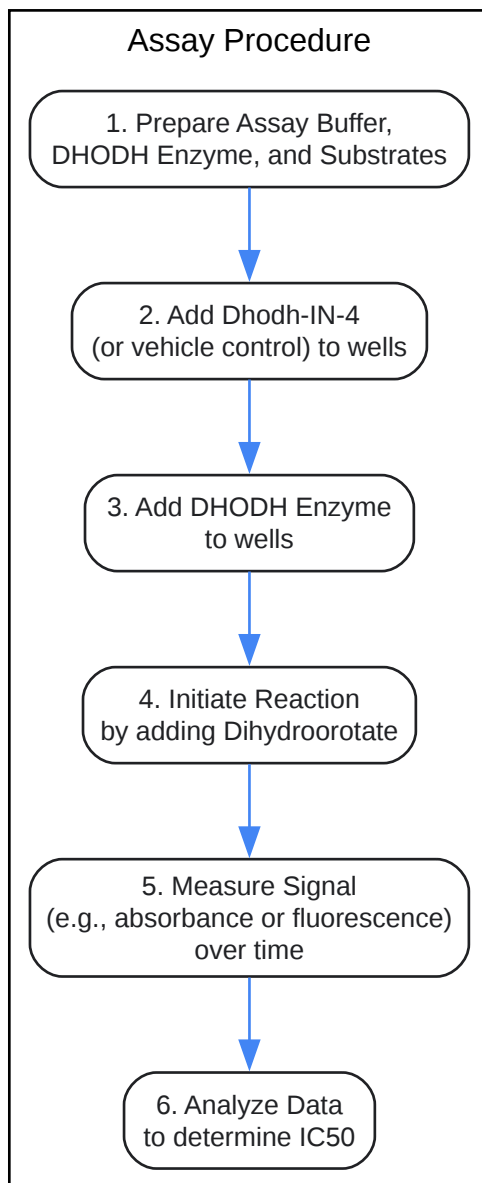 Assay Procedure
1. Prepare Assay Buffer,
DHODH Enzyme, and Substrates
2. Add Dhodh-IN-4
(or vehicle control) to wells
3. Add DHODH Enzyme
to wells
4. Initiate Reaction
by adding Dihydroorotate
5. Measure Signal
(e.g., absorbance or fluorescence)
over time
6. Analyze Data
to determine IC50